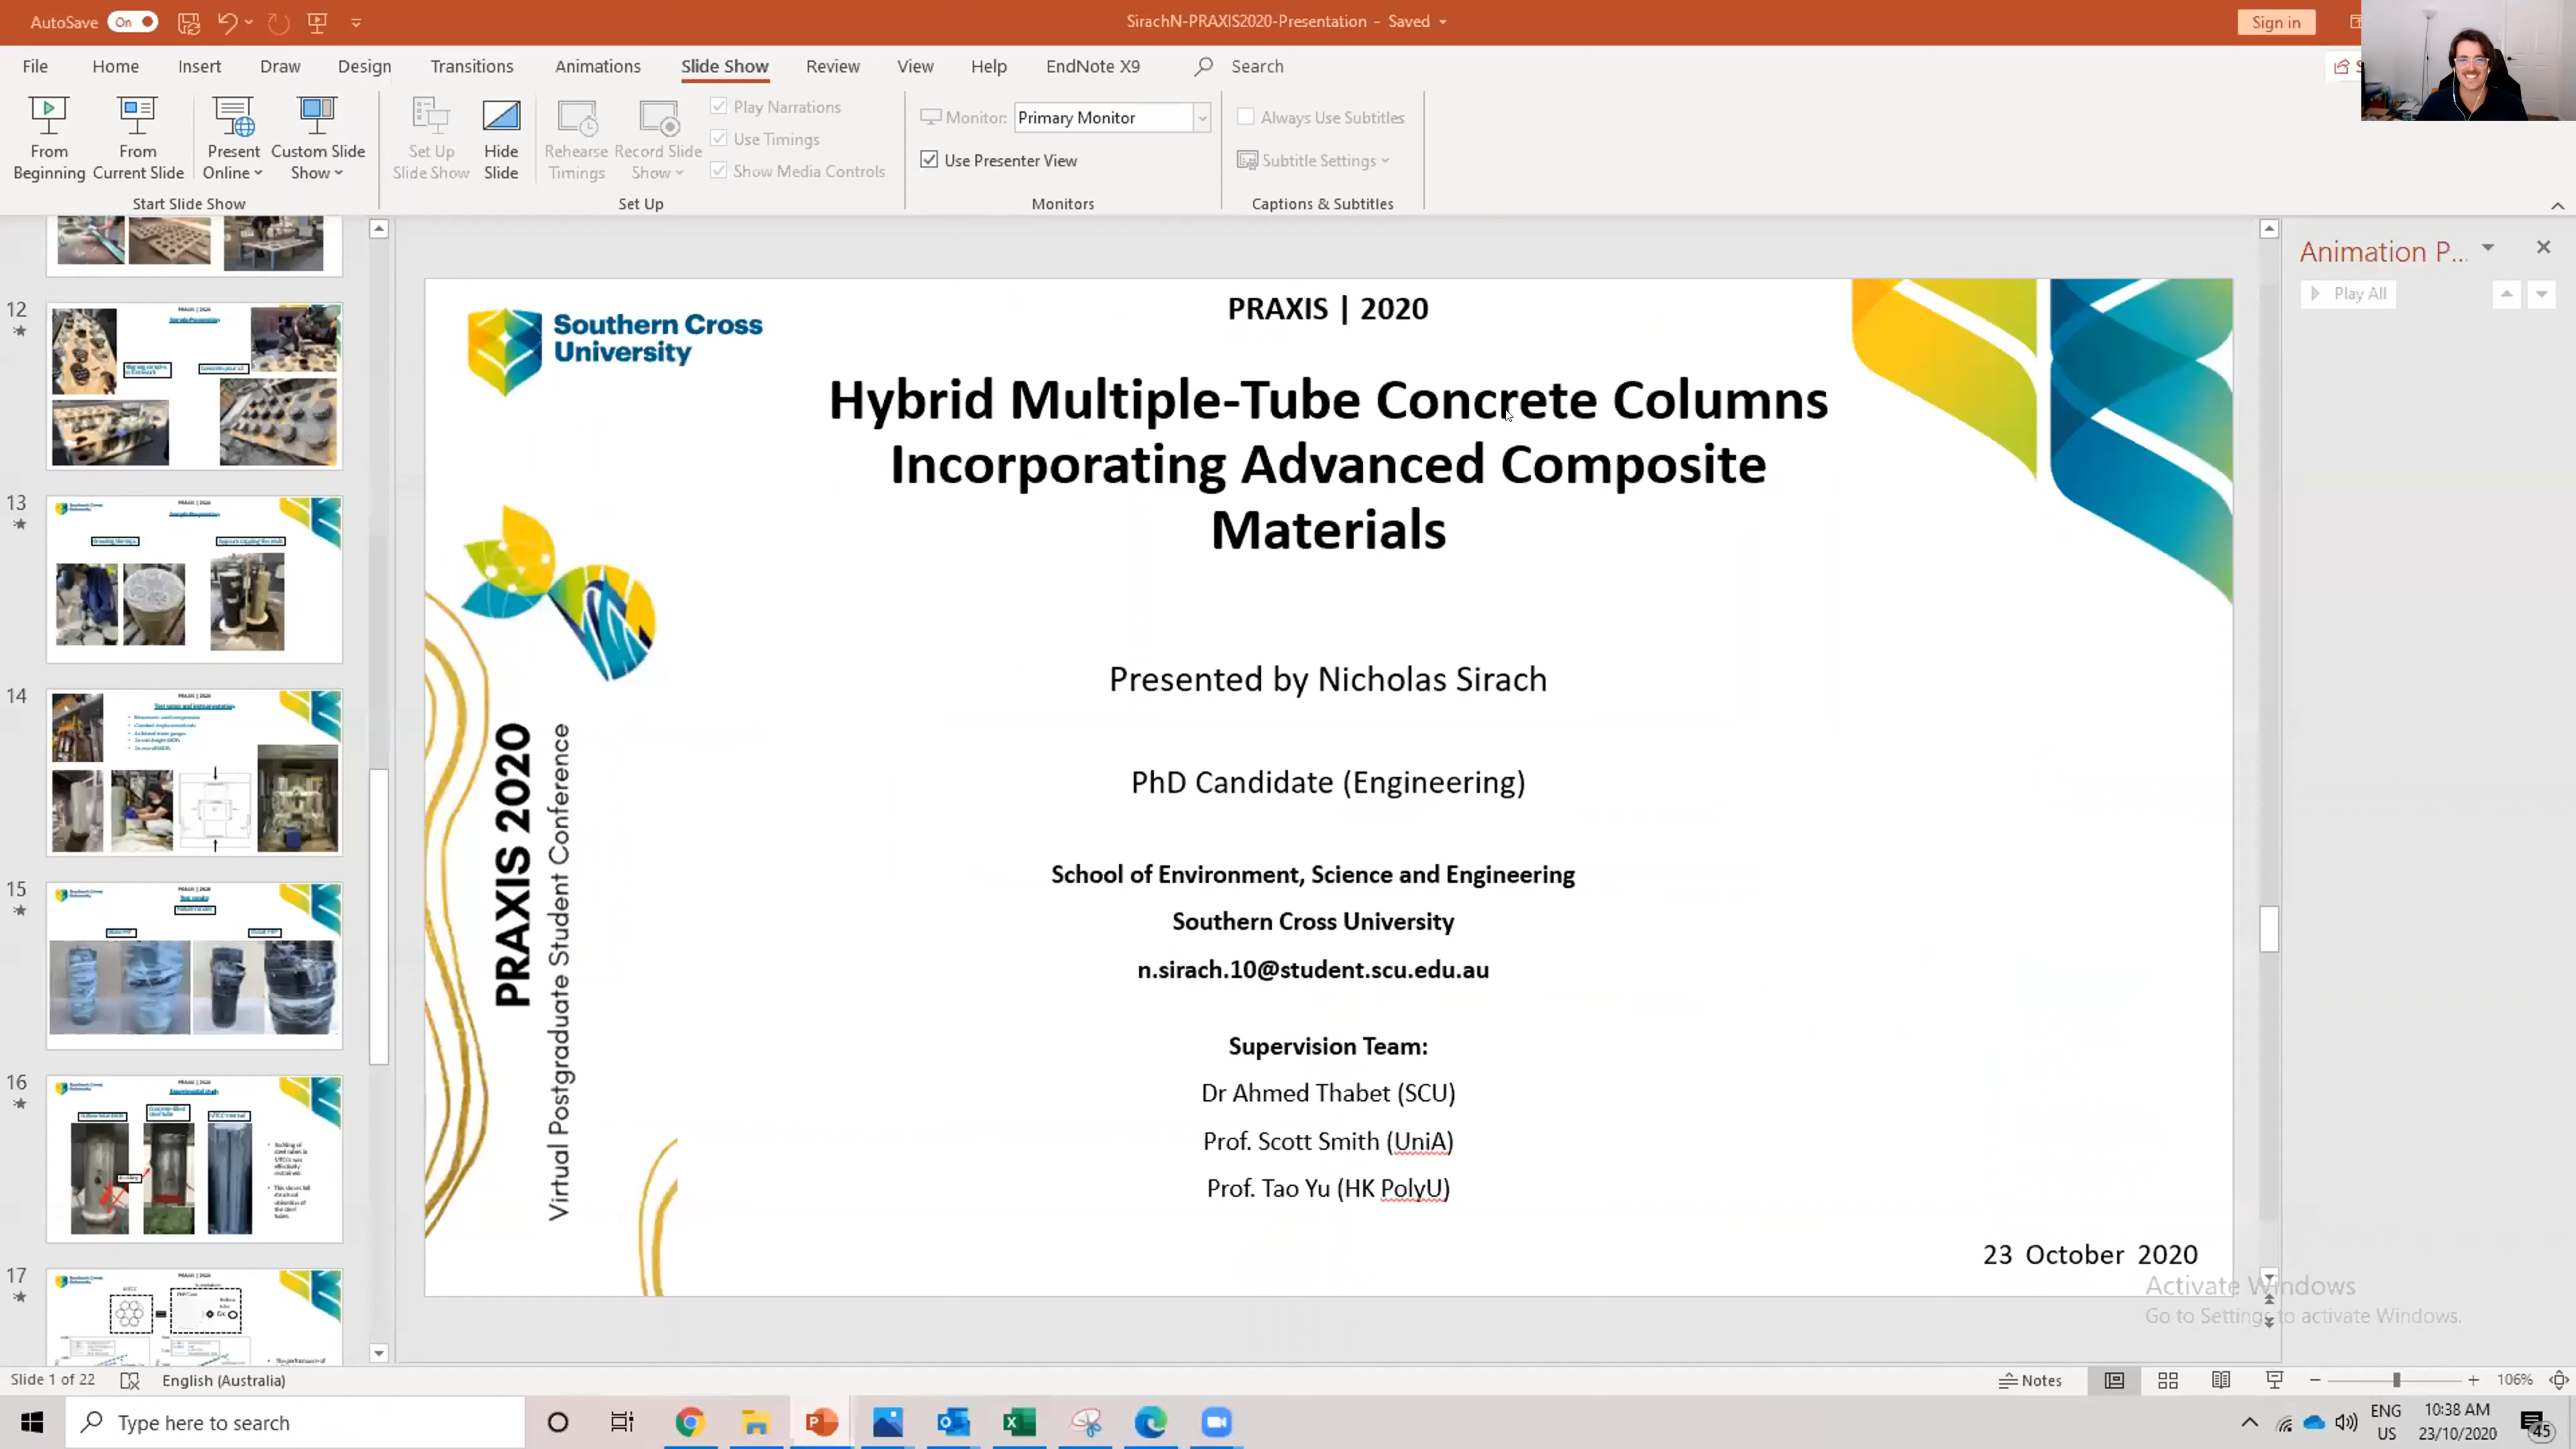 AutoSave On
SirachN-PRAXIS2020-Presentation - Saved
Sign in
File Home Insert Draw Design Transitions Animations Slide Show Review View Help EndNote X9 Search
From Beginning
From Current Slide
Present Online
Custom Slide Show
Start Slide Show
Set Up Slide Show
Hide Slide
Rehearse Timings
Record Slide Show
Play Narrations
Use Timings
Show Media Controls
Set Up
Monitor: Primary Monitor
Use Presenter View
Monitors
Always Use Subtitles
Subtitle Settings
Captions & Subtitles
12
13
14
15
16
17
Southern Cross
University
PRAXIS | 2020
Hybrid Multiple-Tube Concrete Columns
Incorporating Advanced Composite
Materials
Presented by Nicholas Sirach
PhD Candidate (Engineering)
School of Environment, Science and Engineering
Southern Cross University
n.sirach.10@student.scu.edu.au
Supervision Team:
Dr Ahmed Thabet (SCU)
Prof. Scott Smith (UniA)
Prof. Tao Yu (HK PolyU)
23 October 2020
PRAXIS 2020
Virtual Postgraduate Student Conference
Animation P...
Play All
Activate Windows
Go to Settings to activate Windows.
Slide 1 of 22
English (Australia)
Notes
106%
Type here to search
ENG
US
10:38 AM
23/10/2020
45